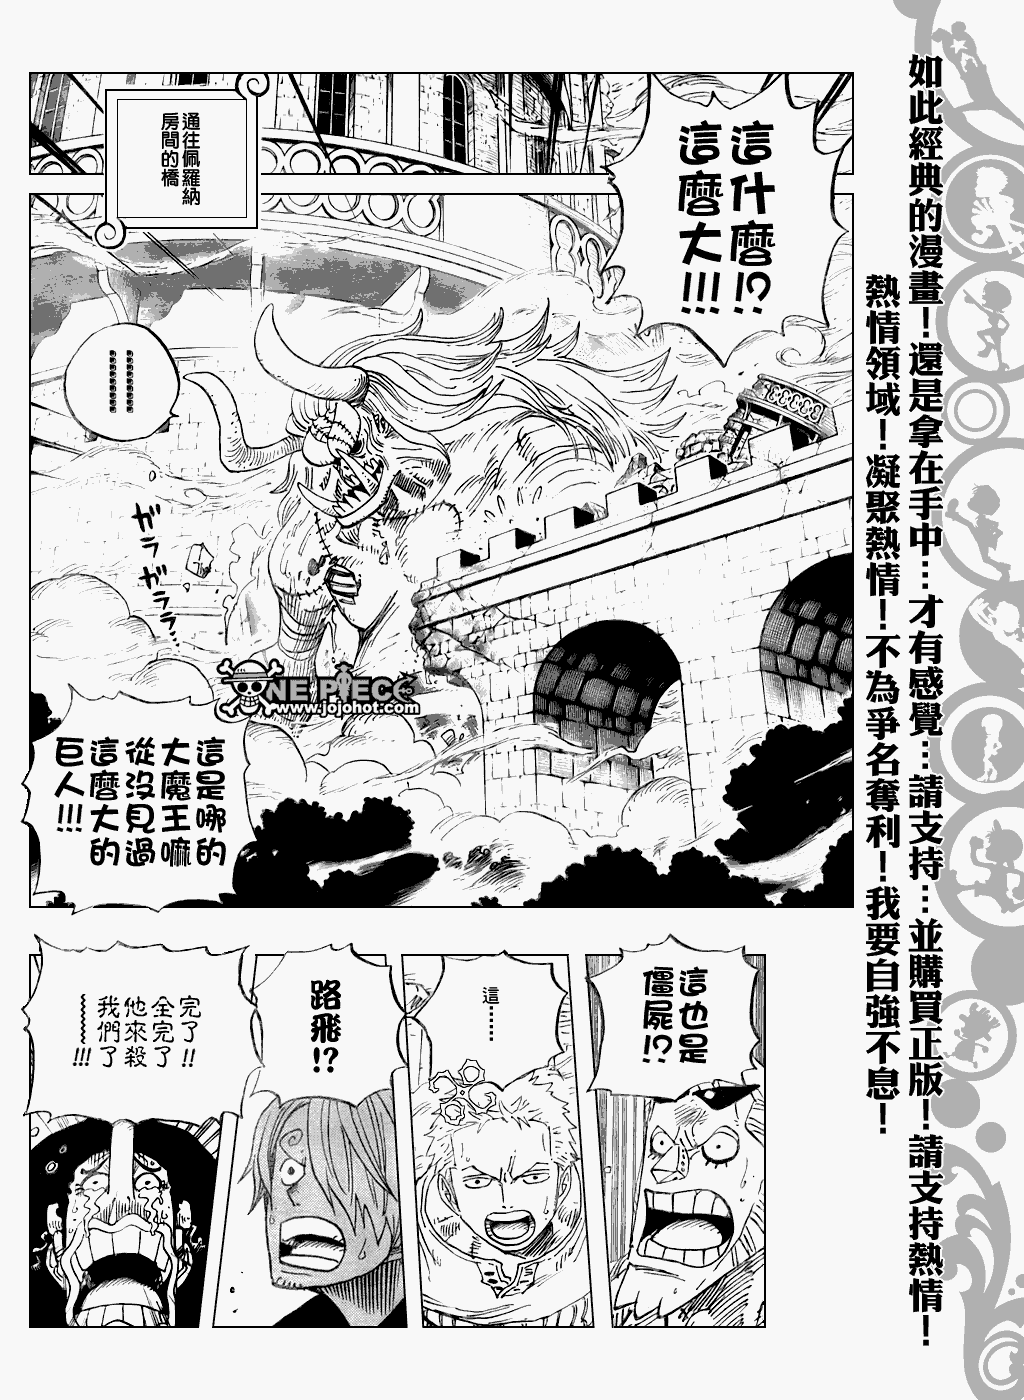 通往佩羅納
房間的橋
這什麼!?
這麼大!!!
………………
ガラガラガラ…
ONE PIECE
www.jojohot.com
這是哪的
大魔王嘛
從沒見過
這麼大的
巨人!!!
這也是
僵屍!?
這……
路飛!?
完了!!
全完了
他來殺
我們了
~~~!!!
如此經典的漫畫！還是拿在手中…才有感覺…請支持…並購買正版！請支持熱情！
熱情領域！凝聚熱情！不為爭名奪利！我要自強不息！